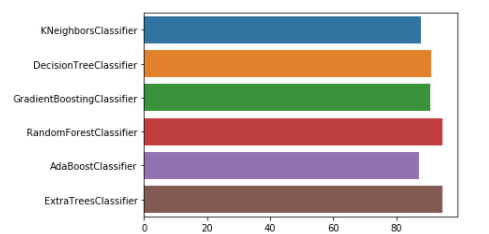 KNeighborsClassifier
DecisionTreeClassifier
GradientBoostingClassifier
RandomForestClassifier
AdaBoostClassifier
ExtraTreesClassifier
0 20 40 60 80